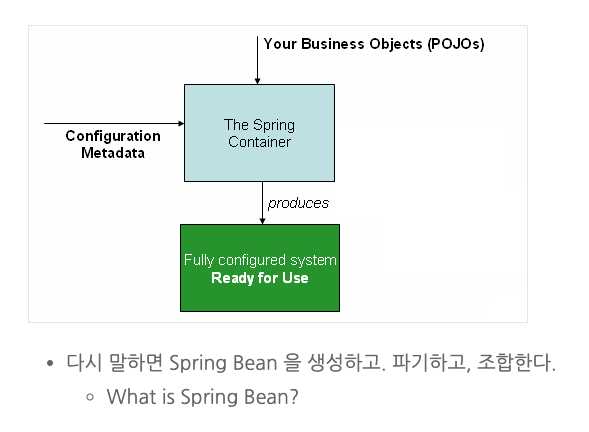 Your Business Objects (POJOs)
The Spring
Container
Configuration
Metadata
produces
Fully configured system
Ready for Use
다시 말하면 Spring Bean 을 생성하고. 파기하고, 조합한다.
What is Spring Bean?